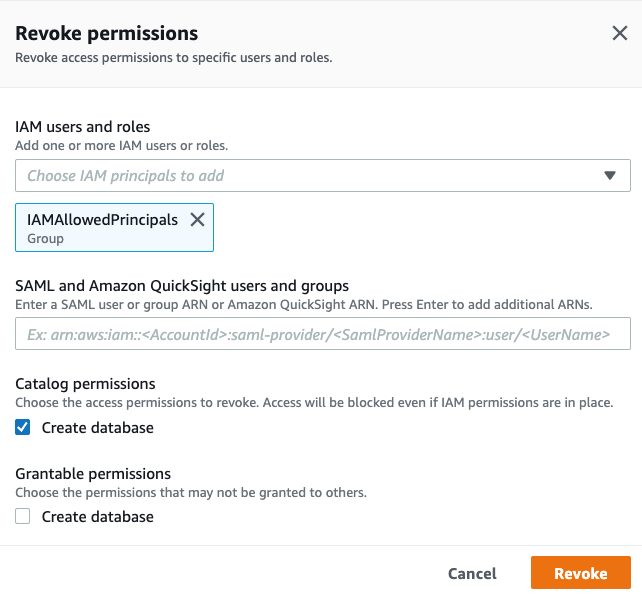 Revoke permissions
Revoke access permissions to specific users and roles.
IAM users and roles
Add one or more IAM users or roles.
Choose IAM principals to add
IAMAllowedPrincipals
Group
SAML and Amazon QuickSight users and groups
Enter a SAML user or group ARN or Amazon QuickSight ARN. Press Enter to add additional ARNs.
Ex: arn:aws:iam::<AccountId>:saml-provider/<SamlProviderName>:user/<UserName>
Catalog permissions
Choose the access permissions to revoke. Access will be blocked even if IAM permissions are in place.
Create database
Grantable permissions
Choose the permissions that may not be granted to others.
Create database
Cancel Revoke